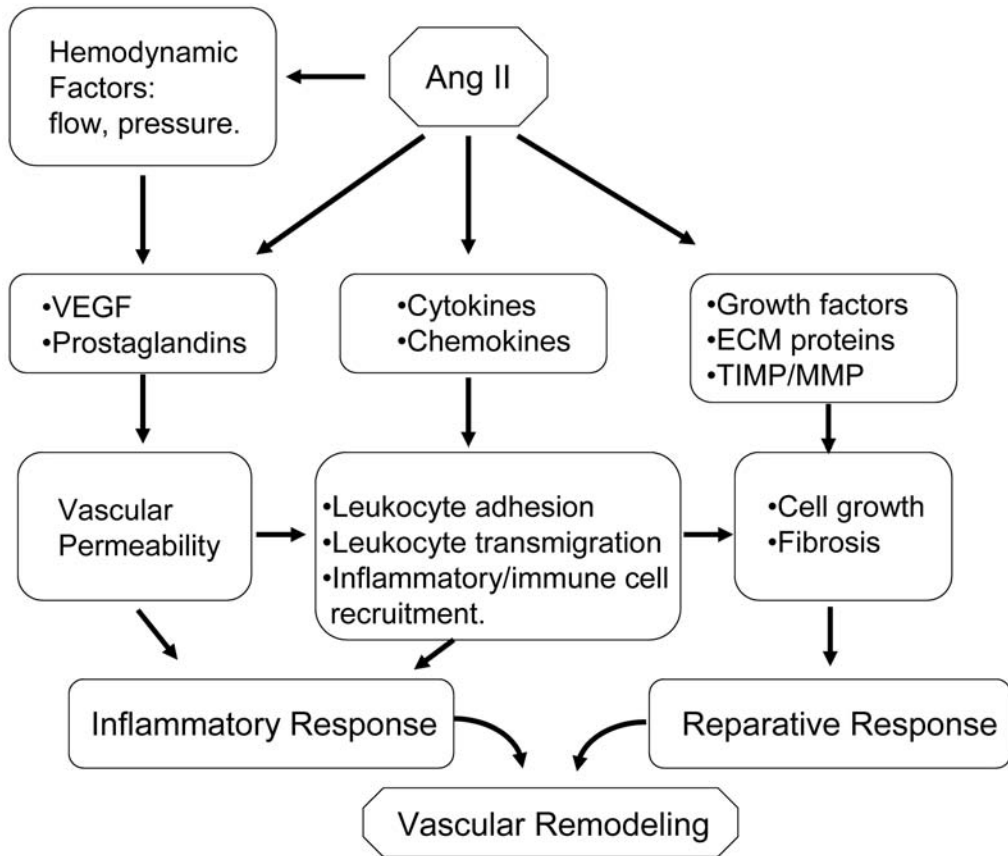 Hemodynamic
Factors:
flow, pressure.
Ang II
•VEGF
•Prostaglandins
•Cytokines
•Chemokines
•Growth factors
•ECM proteins
•TIMP/MMP
Vascular
Permeability
•Leukocyte adhesion
•Leukocyte transmigration
•Inflammatory/immune cell
recruitment.
•Cell growth
•Fibrosis
Inflammatory Response
Reparative Response
Vascular Remodeling